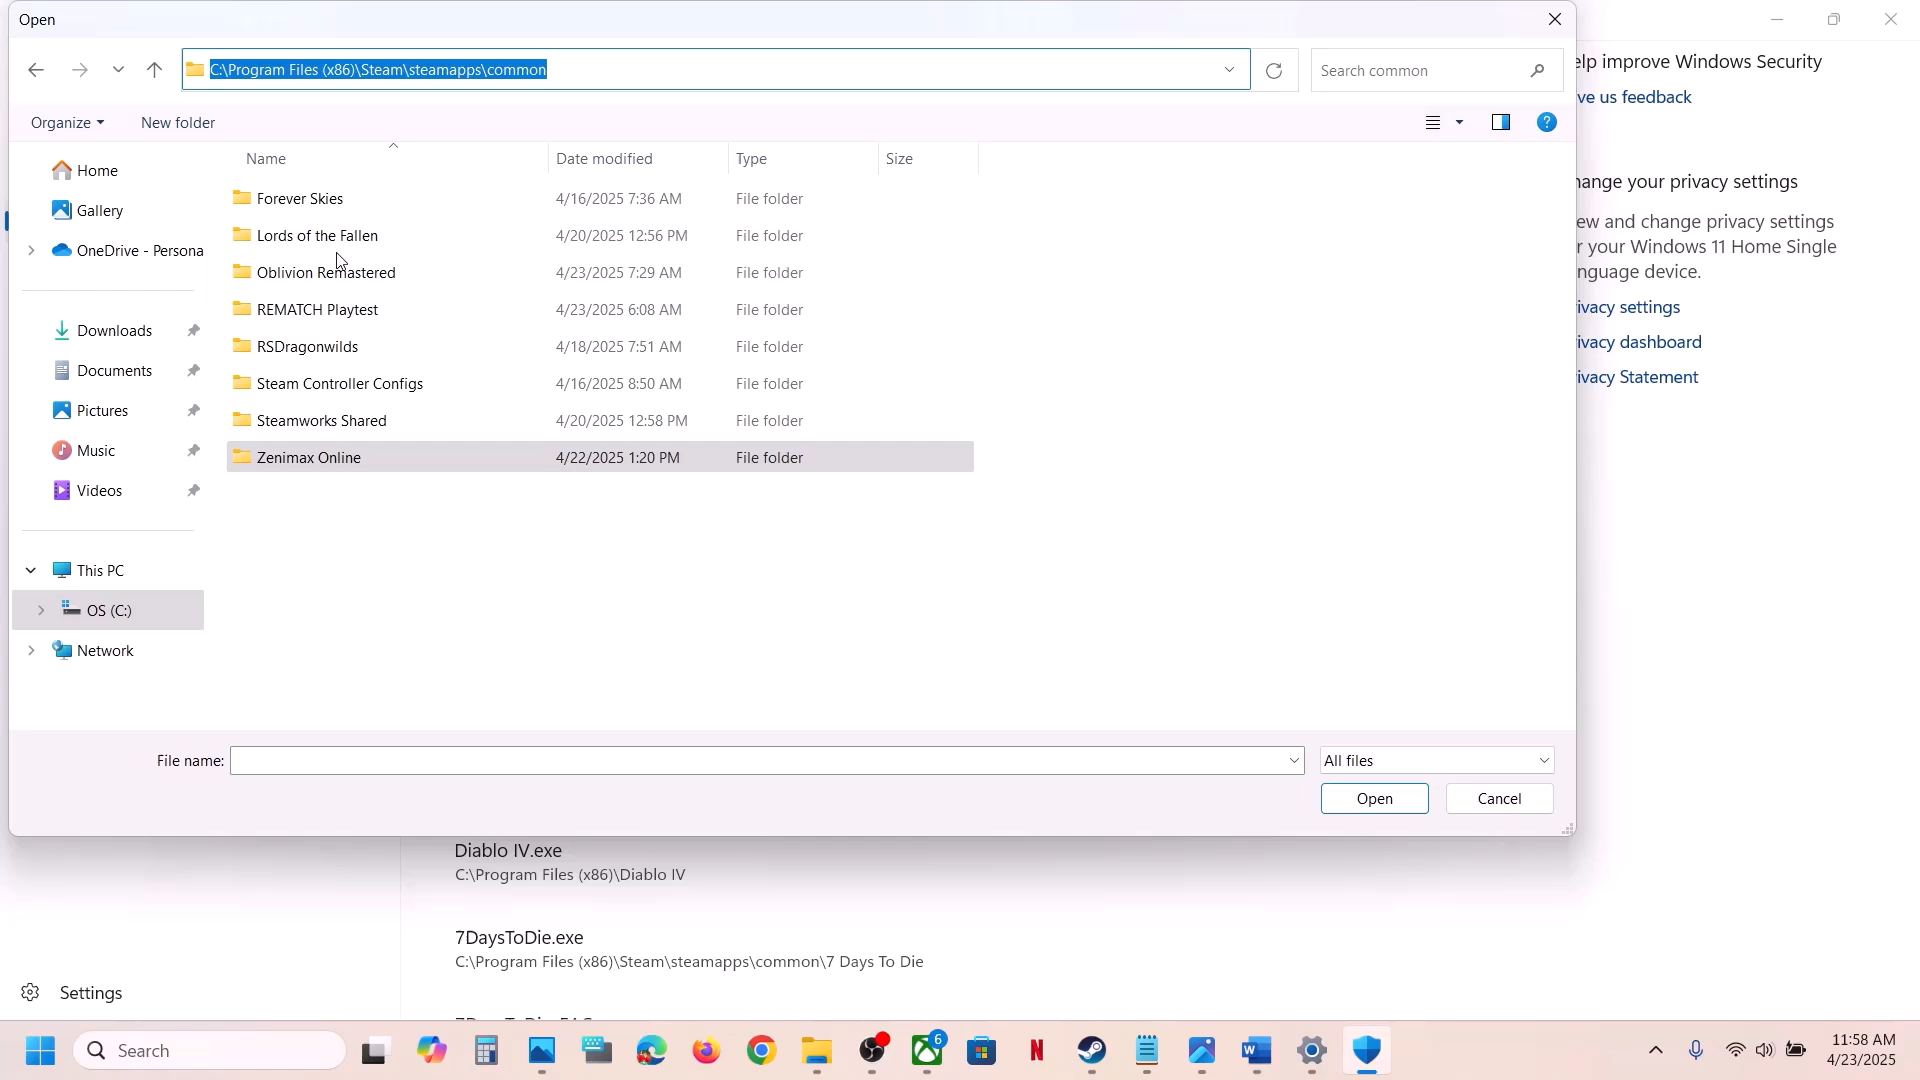 Open
C:\Program Files (x86)\Steam\steamapps\common
Search common
Organize
New folder
Name
Date modified
Type
Size
Home
Gallery
OneDrive - Persona
Downloads
Documents
Pictures
Music
Videos
This PC
OS (C:)
Network
Forever Skies 4/16/2025 7:36 AM File folder
Lords of the Fallen 4/20/2025 12:56 PM File folder
Oblivion Remastered 4/23/2025 7:29 AM File folder
REMATCH Playtest 4/23/2025 6:08 AM File folder
RSDragonwilds 4/18/2025 7:51 AM File folder
Steam Controller Configs 4/16/2025 8:50 AM File folder
Steamworks Shared 4/20/2025 12:58 PM File folder
Zenimax Online 4/22/2025 1:20 PM File folder
File name:
All files
Open
Cancel
elp improve Windows Security
ve us feedback
hange your privacy settings
ew and change privacy settings
r your Windows 11 Home Single
nguage device.
ivacy settings
ivacy dashboard
ivacy Statement
Diablo IV.exe
C:\Program Files (x86)\Diablo IV
7DaysToDie.exe
C:\Program Files (x86)\Steam\steamapps\common\7 Days To Die
Settings
Search
6
11:58 AM
4/23/2025